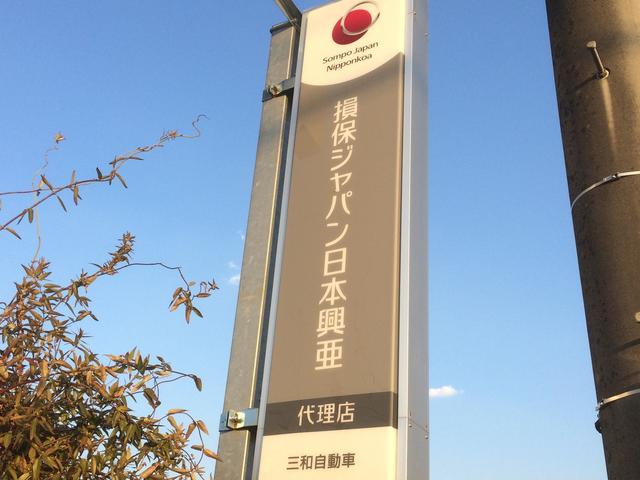 Sompo Japan
Nipponkoa
損保ジャパン日本興亜
代理店
三和自動車